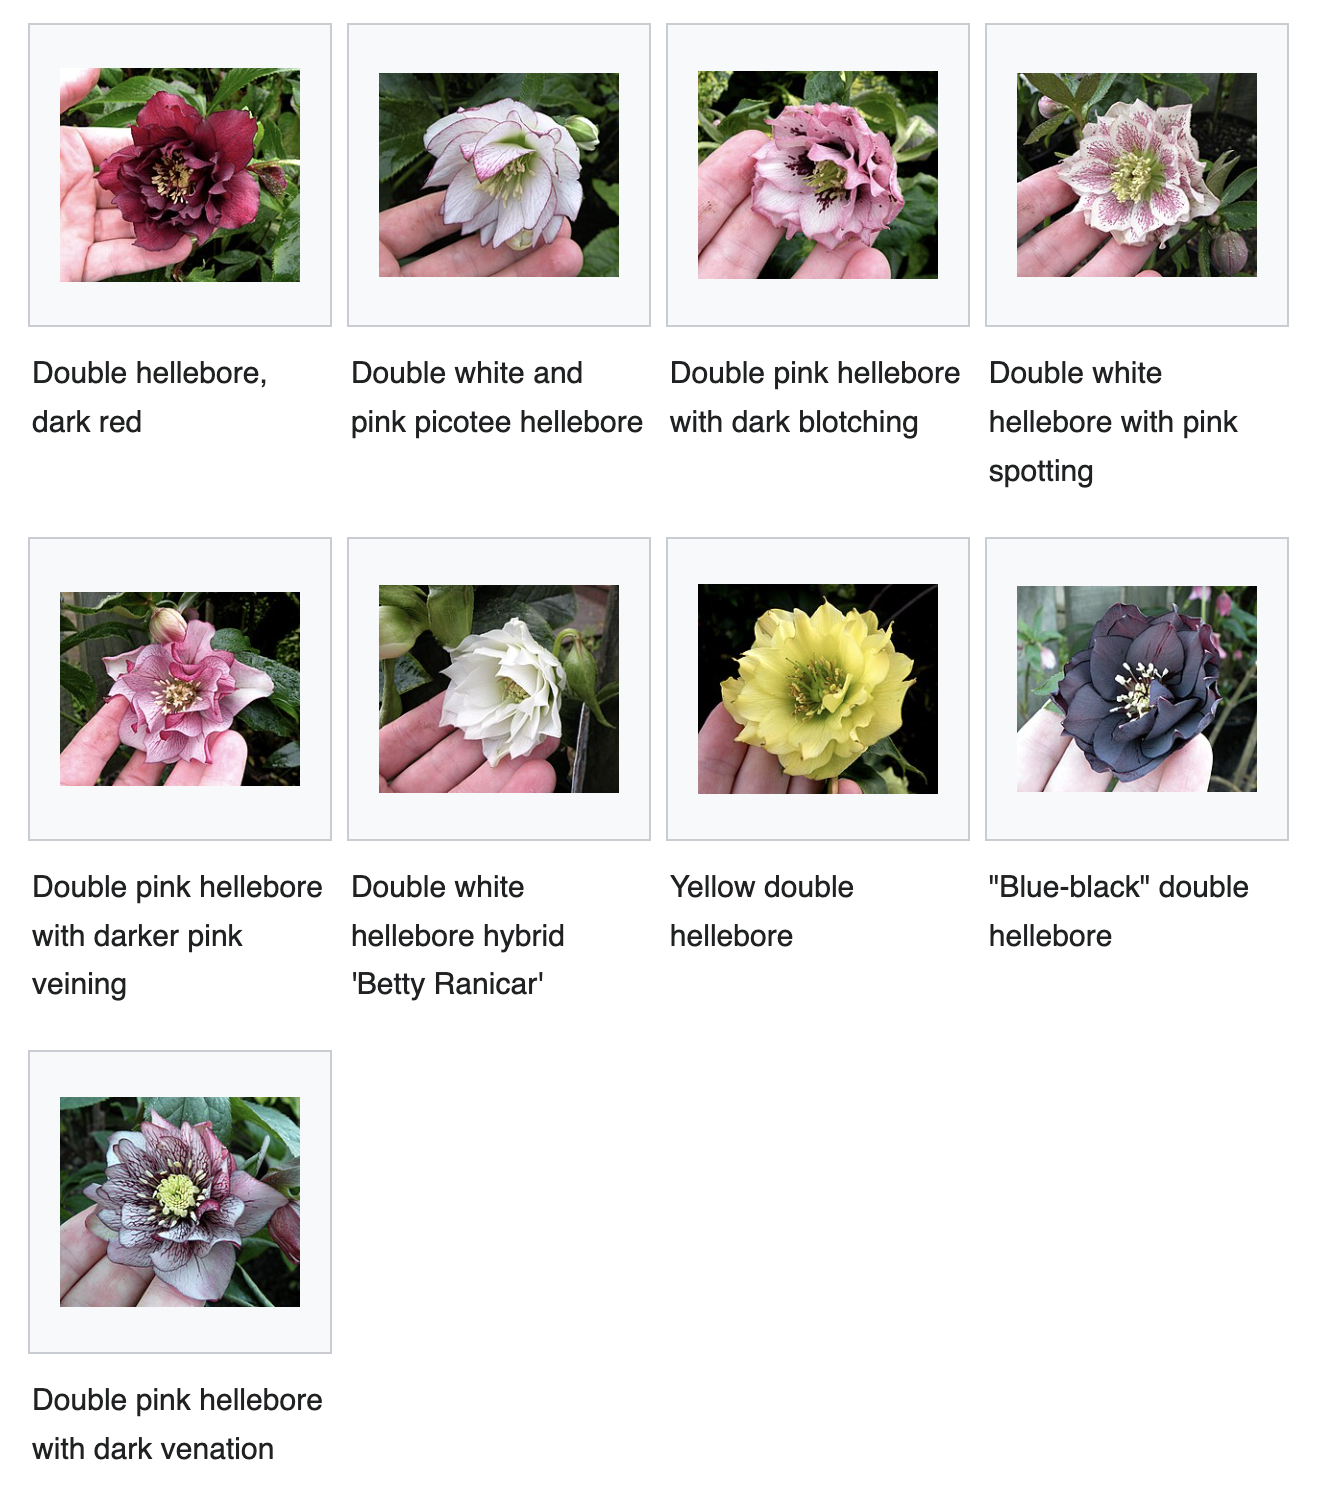 Double hellebore,
dark red
Double white and
pink picotee hellebore
Double pink hellebore
with dark blotching
Double white
hellebore with pink
spotting
Double pink hellebore
with darker pink
veining
Double white
hellebore hybrid
'Betty Ranicar'
Yellow double
hellebore
"Blue-black" double
hellebore
Double pink hellebore
with dark venation